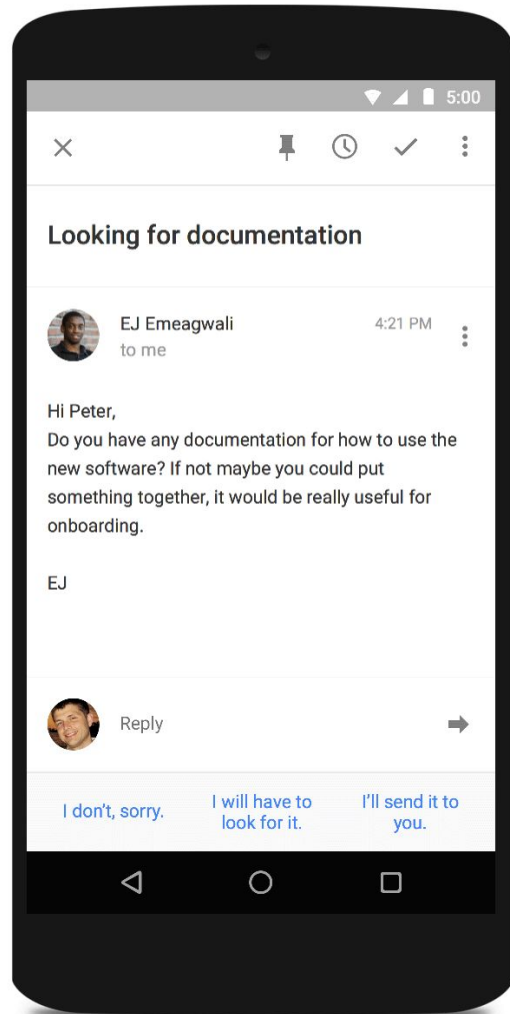 5:00
Looking for documentation
EJ Emeagwali
4:21 PM
to me
Hi Peter,
Do you have any documentation for how to use the
new software? If not maybe you could put
something together, it would be really useful for
onboarding.
EJ
Reply
I don't, sorry.
I will have to
look for it.
I'll send it to
you.